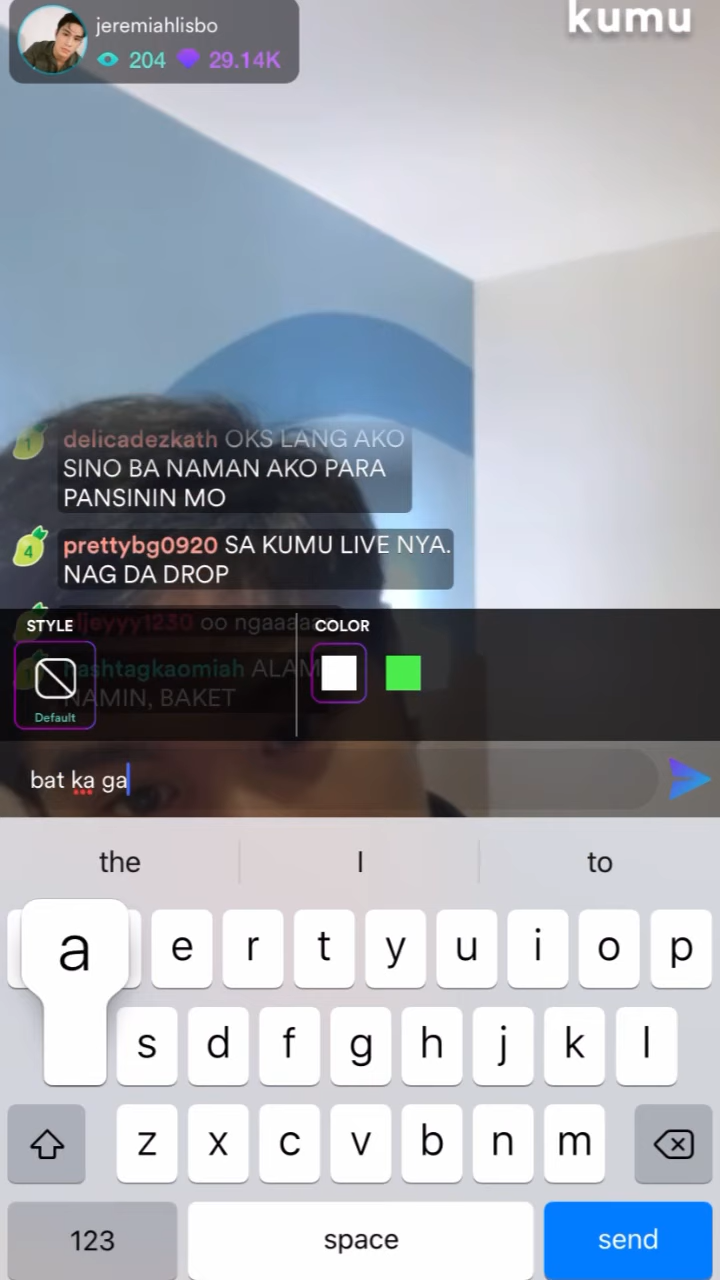 jeremiahlisbo
kumu
204 29.14K
1 delicadezkath OKS LANG AKO
SINO BA NAMAN AKO PARA
PANSININ MO
4 prettybg0920 SA KUMU LIVE NYA.
NAG DA DROP
STYLE
COLOR
hashtagkaomiah ALAM
NAMIN, BAKET
Default
bat ka ga
the I to
a e r t y u i o p
s d f g h j k l
z x c v b n m
123 space send